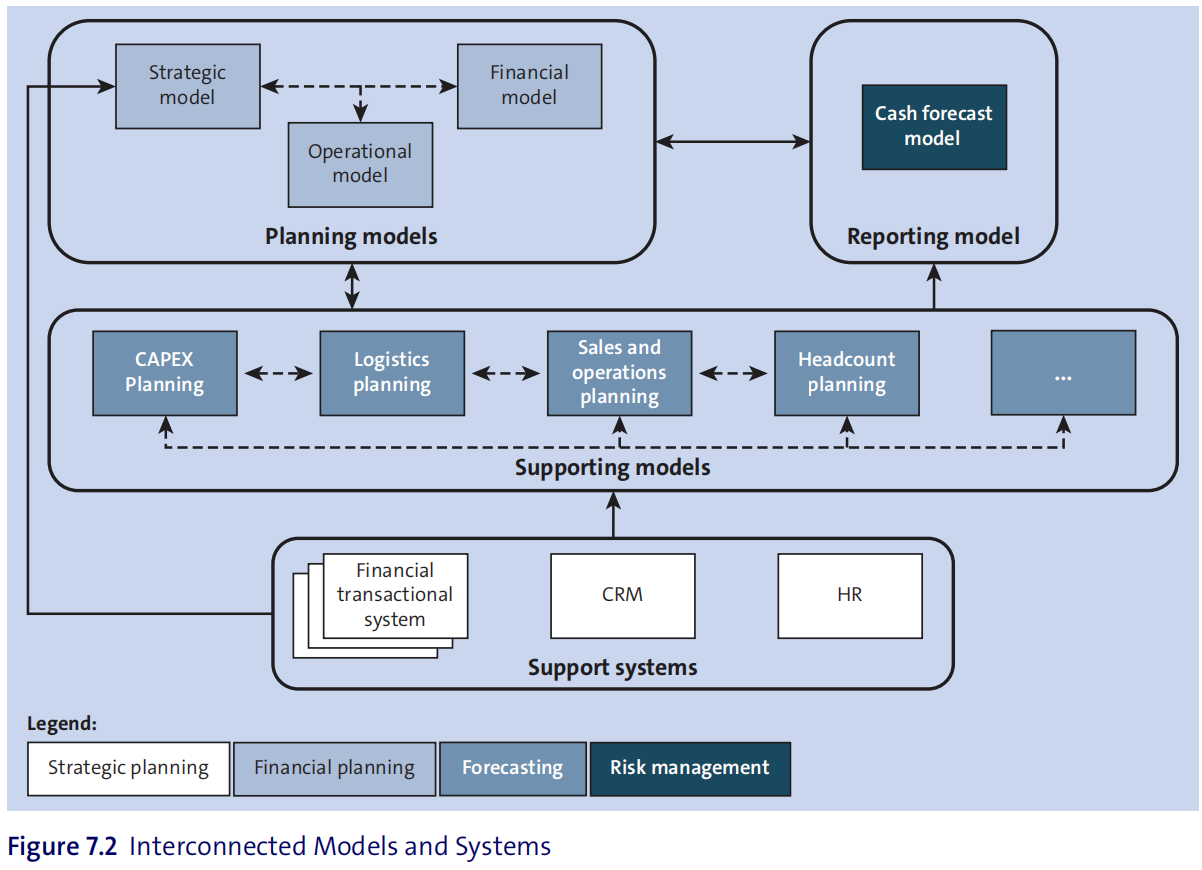 Strategic
model
Financial
model
Operational
model
Planning models
Cash forecast
model
Reporting model
CAPEX
Planning
Logistics
planning
Sales and
operations
planning
Headcount
planning
...
Supporting models
Financial
transactional
system
CRM
HR
Support systems
Legend:
Strategic planning
Financial planning
Forecasting
Risk management
Figure 7.2 Interconnected Models and Systems